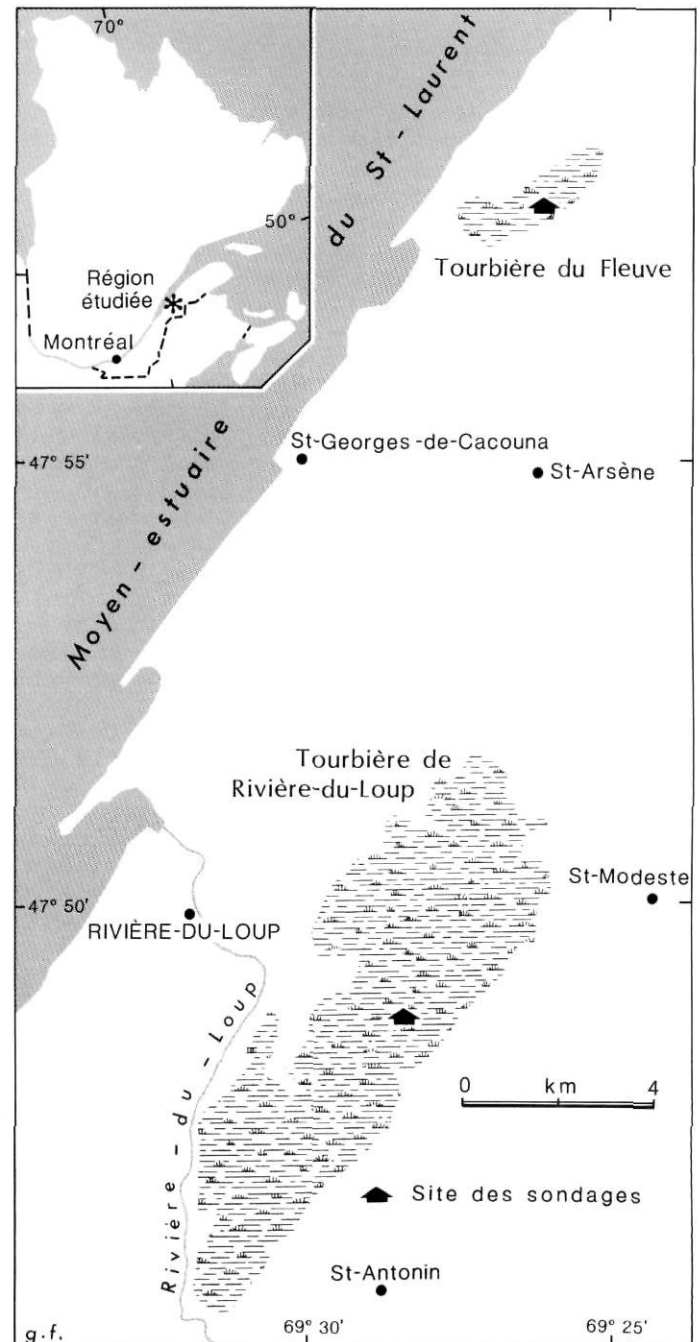 70°
50°
Région
étudiée
Montréal
du St-Laurent
Tourbière du Fleuve
Moyen-estuaire
St-Georges-de-Cacouna
47° 55'
St-Arsène
Tourbière de
Rivière-du-Loup
St-Modeste
47° 50'
RIVIÈRE-DU-LOUP
Rivière-du-Loup
0 km 4
Site des sondages
St-Antonin
g.f.
69° 30'
69° 25'